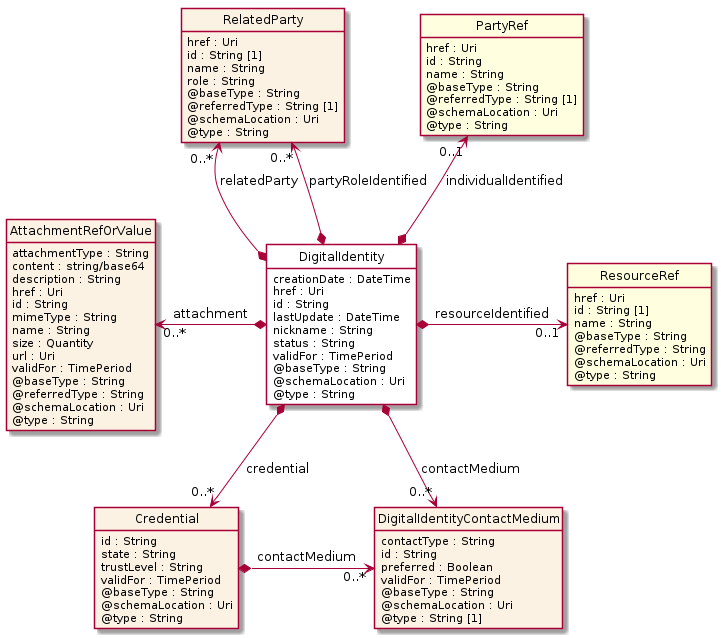 RelatedParty
href : Uri
id : String [1]
name : String
role : String
@baseType : String
@referredType : String [1]
@schemaLocation : Uri
@type : String
PartyRef
href : Uri
id : String
name : String
@baseType : String
@referredType : String [1]
@schemaLocation : Uri
@type : String
0..*
0..*
0..1
relatedParty
partyRoleIdentified
individualIdentified
AttachmentRefOrValue
attachmentType : String
content : string/base64
description : String
href : Uri
id : String
mimeType : String
name : String
size : Quantity
url : Uri
validFor : TimePeriod
@baseType : String
@referredType : String
@schemaLocation : Uri
@type : String
attachment
0..*
DigitalIdentity
creationDate : DateTime
href : Uri
id : String
lastUpdate : DateTime
nickname : String
status : String
validFor : TimePeriod
@baseType : String
@schemaLocation : Uri
@type : String
resourceIdentified
0..1
ResourceRef
href : Uri
id : String [1]
name : String
@baseType : String
@referredType : String
@schemaLocation : Uri
@type : String
credential
contactMedium
0..*
0..*
Credential
id : String
state : String
trustLevel : String
validFor : TimePeriod
@baseType : String
@schemaLocation : Uri
@type : String
contactMedium
0..*
DigitalIdentityContactMedium
contactType : String
id : String
preferred : Boolean
validFor : TimePeriod
@baseType : String
@schemaLocation : Uri
@type : String [1]